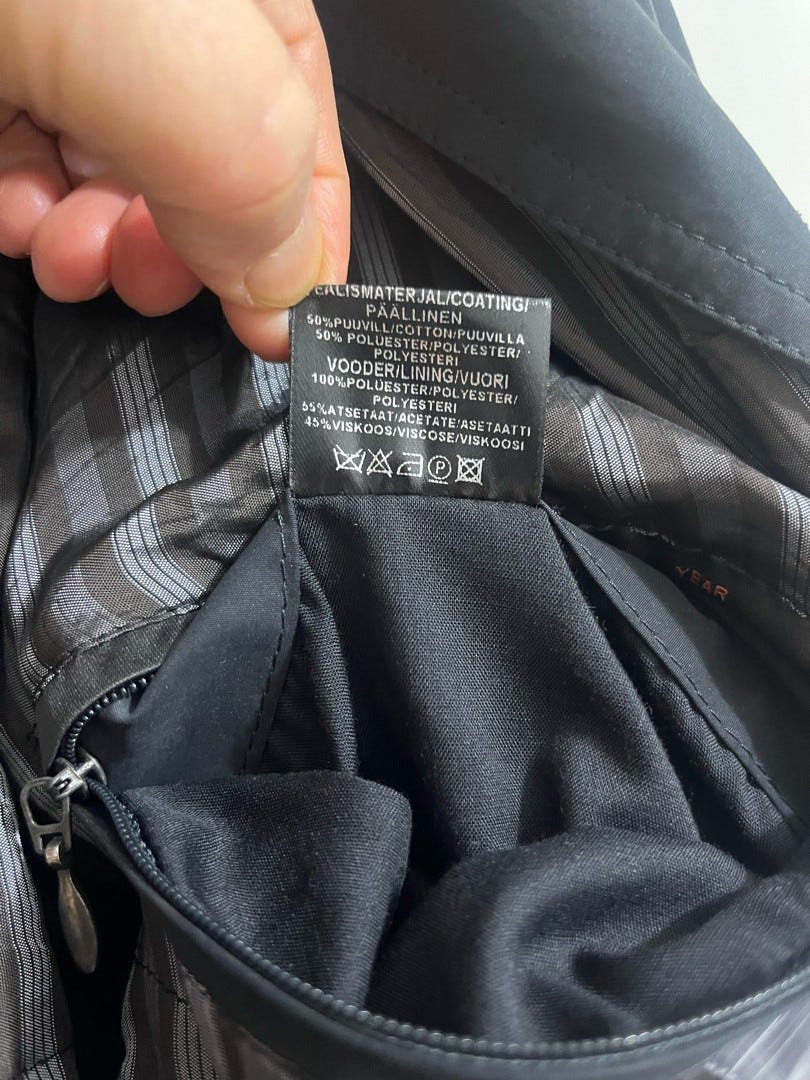 EALISMATERJAL/COATING/
PÄÄLLINEN
50%PUUVILL/COTTON/PUUVILLA
50% POLUESTER/POLYESTER/
POLYESTERI
VOODER/LINING/VUORI
100%POLUESTER/POLYESTER/
POLYESTERI
55%ATSETAAT/ACETATE/ASETAATTI
45%VISKOOS/VISCOSE/VISKOOSI
P
YEAR